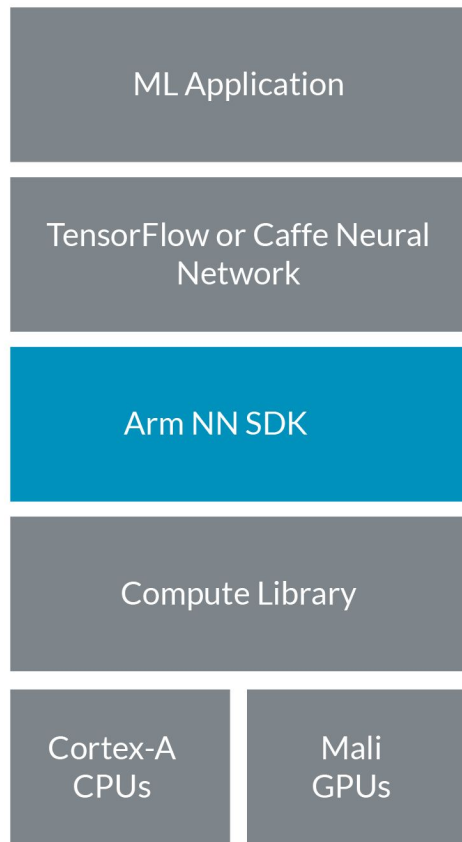 ML Application
TensorFlow or Caffe Neural
Network
Arm NN SDK
Compute Library
Cortex-A
CPUs
Mali
GPUs